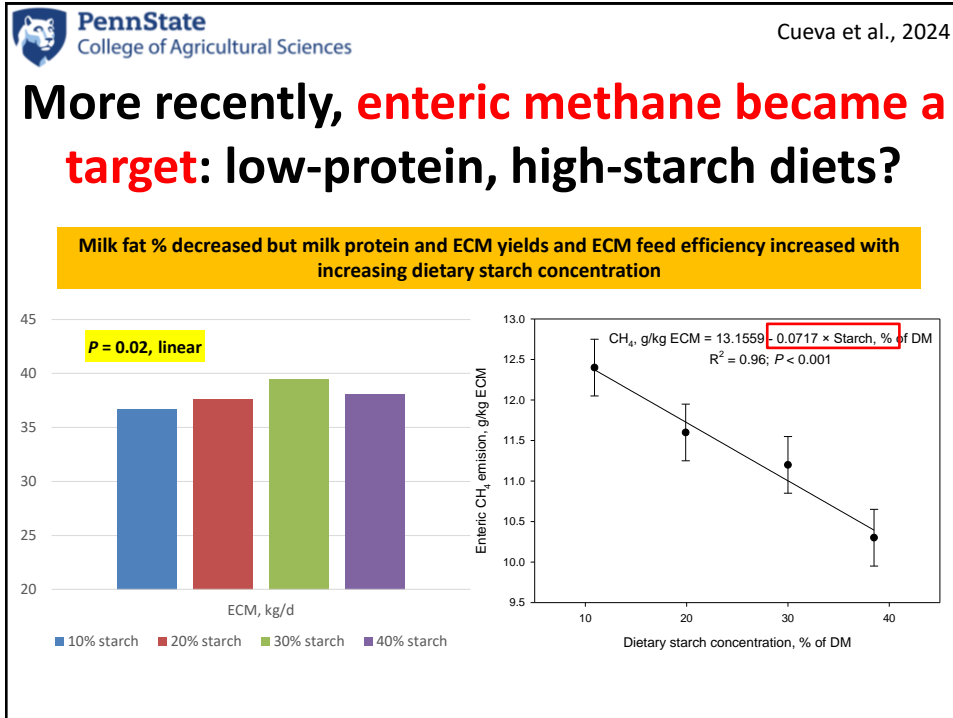 PennState
College of Agricultural Sciences
Cueva et al., 2024
More recently, enteric methane became a
target: low-protein, high-starch diets?
Milk fat % decreased but milk protein and ECM yields and ECM feed efficiency increased with
increasing dietary starch concentration
45
40
35
30
25
20
P = 0.02, linear
ECM, kg/d
10% starch 20% starch 30% starch 40% starch
13.0
12.5
12.0
11.5
11.0
10.5
10.0
9.5
Enteric CH₄ emision, g/kg ECM
CH₄, g/kg ECM = 13.1559 - 0.0717 × Starch, % of DM
R² = 0.96; P < 0.001
10 20 30 40
Dietary starch concentration, % of DM